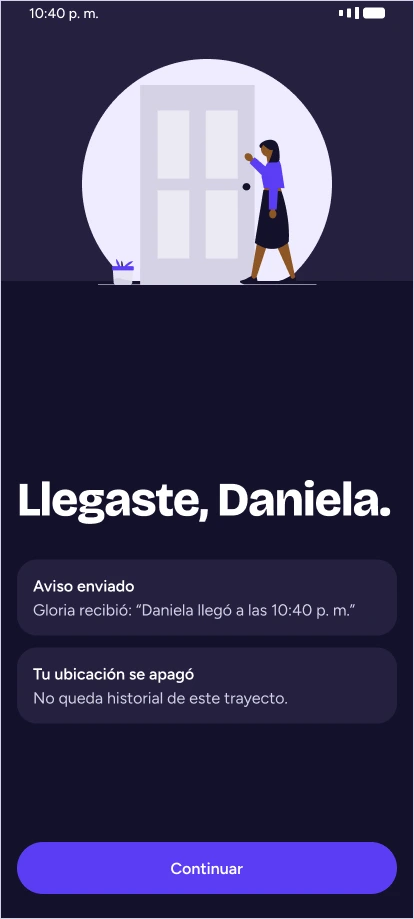 10:40 p. m.
Llegaste, Daniela.
Aviso enviado
Gloria recibió: “Daniela llegó a las 10:40 p. m.”
Tu ubicación se apagó
No queda historial de este trayecto.
Continuar